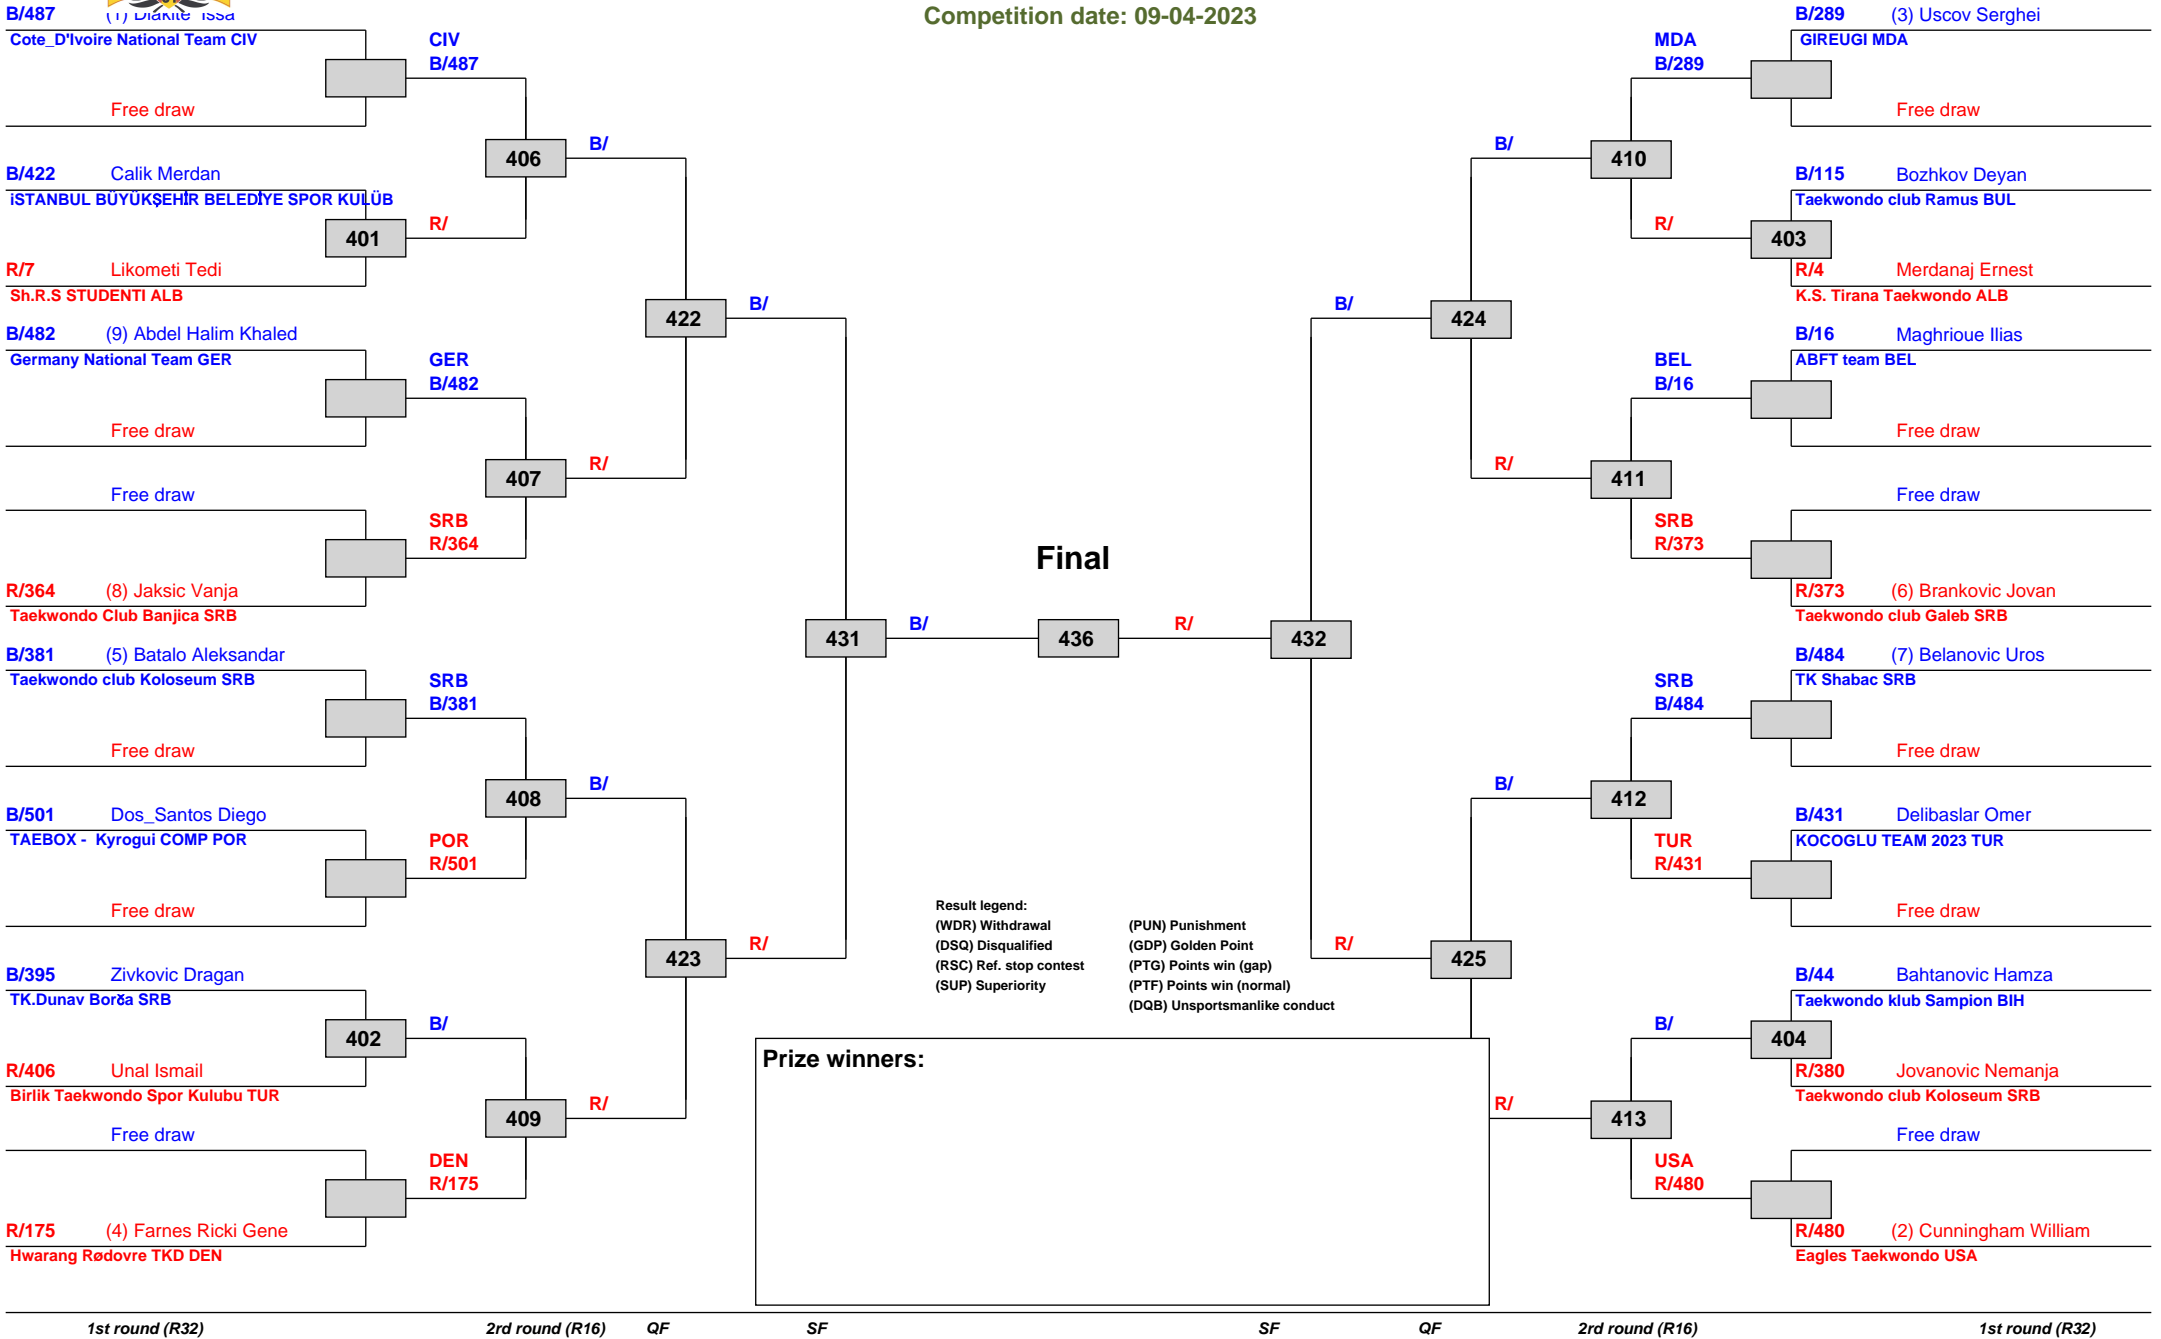 Competition date: 09-04-2023
B/487 (1) Diakite Issa
Cote_D'Ivoire National Team CIV
Free draw
CIV
B/487
B/422 Calik Merdan
iSTANBUL BÜYÜKŞEHİR BELEDİYE SPOR KULÜB
401
R/7 Likometi Tedi
Sh.R.S STUDENTI ALB
R/
406
B/
B/482 (9) Abdel Halim Khaled
Germany National Team GER
Free draw
GER
B/482
Free draw
R/364 (8) Jaksic Vanja
Taekwondo Club Banjica SRB
SRB
R/364
407
R/
422
B/
B/381 (5) Batalo Aleksandar
Taekwondo club Koloseum SRB
Free draw
SRB
B/381
B/501 Dos_Santos Diego
TAEBOX - Kyrogui COMP POR
Free draw
POR
R/501
408
B/
B/395 Zivkovic Dragan
TK.Dunav Borča SRB
402
R/406 Unal Ismail
Birlik Taekwondo Spor Kulubu TUR
B/
Free draw
R/175 (4) Farnes Ricki Gene
Hwarang Rødovre TKD DEN
DEN
R/175
409
R/
423
R/
431
B/
Final
436
R/
432
B/289 (3) Uscov Serghei
GIREUGI MDA
Free draw
MDA
B/289
B/115 Bozhkov Deyan
Taekwondo club Ramus BUL
403
R/4 Merdanaj Ernest
K.S. Tirana Taekwondo ALB
R/
410
B/
B/16 Maghrioue Ilias
ABFT team BEL
Free draw
BEL
B/16
Free draw
R/373 (6) Brankovic Jovan
Taekwondo club Galeb SRB
SRB
R/373
411
R/
424
B/
B/484 (7) Belanovic Uros
TK Shabac SRB
Free draw
SRB
B/484
B/431 Delibaslar Omer
KOCOGLU TEAM 2023 TUR
Free draw
TUR
R/431
412
B/
B/44 Bahtanovic Hamza
Taekwondo klub Sampion BIH
404
R/380 Jovanovic Nemanja
Taekwondo club Koloseum SRB
B/
Free draw
R/480 (2) Cunningham William
Eagles Taekwondo USA
USA
R/480
413
R/
425
R/
Result legend:
(WDR) Withdrawal (PUN) Punishment
(DSQ) Disqualified (GDP) Golden Point
(RSC) Ref. stop contest (PTG) Points win (gap)
(SUP) Superiority (PTF) Points win (normal)
(DQB) Unsportsmanlike conduct
Prize winners:
1st round (R32) 2rd round (R16) QF SF SF QF 2rd round (R16) 1st round (R32)